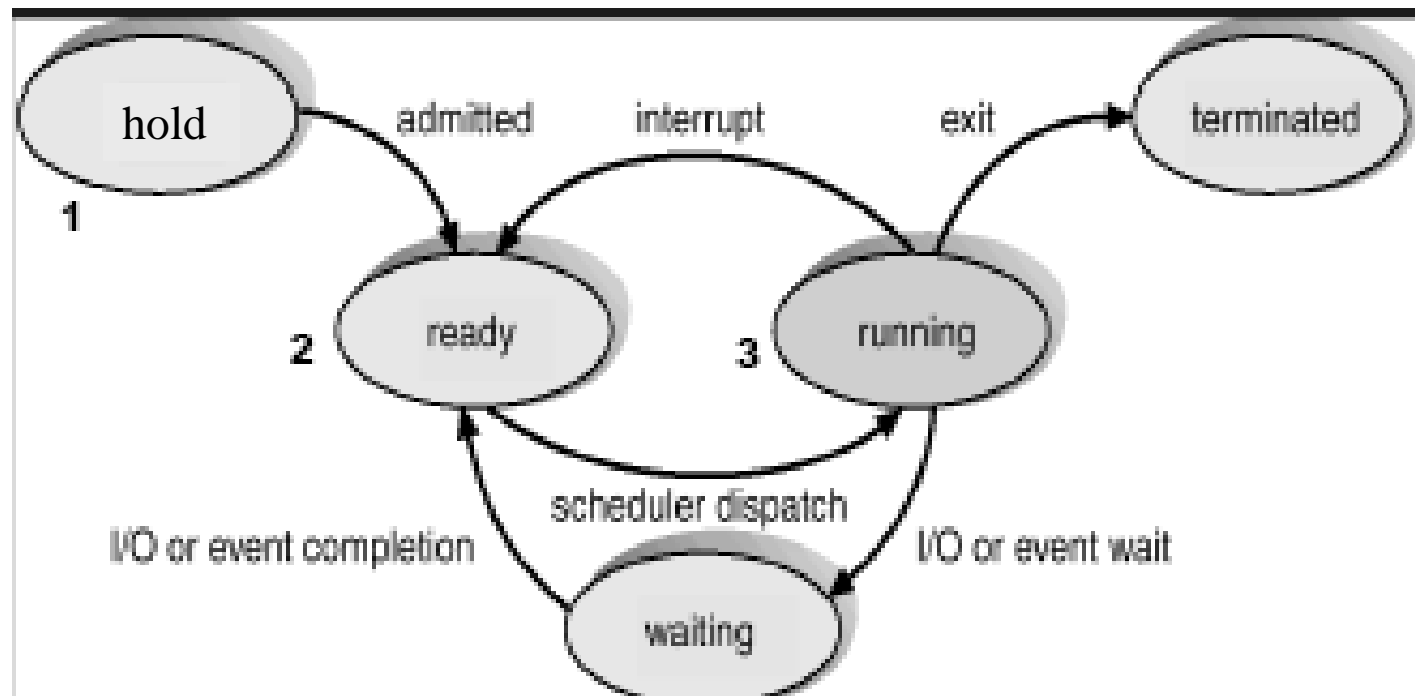 hold
admitted
interrupt
exit
terminated
1
ready
2
running
3
scheduler dispatch
I/O or event completion
I/O or event wait
waiting